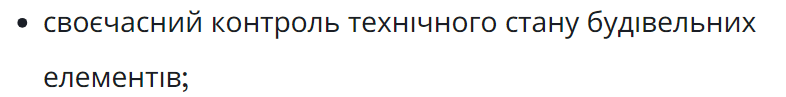 • своєчасний контроль технічного стану будівельних
елементів;